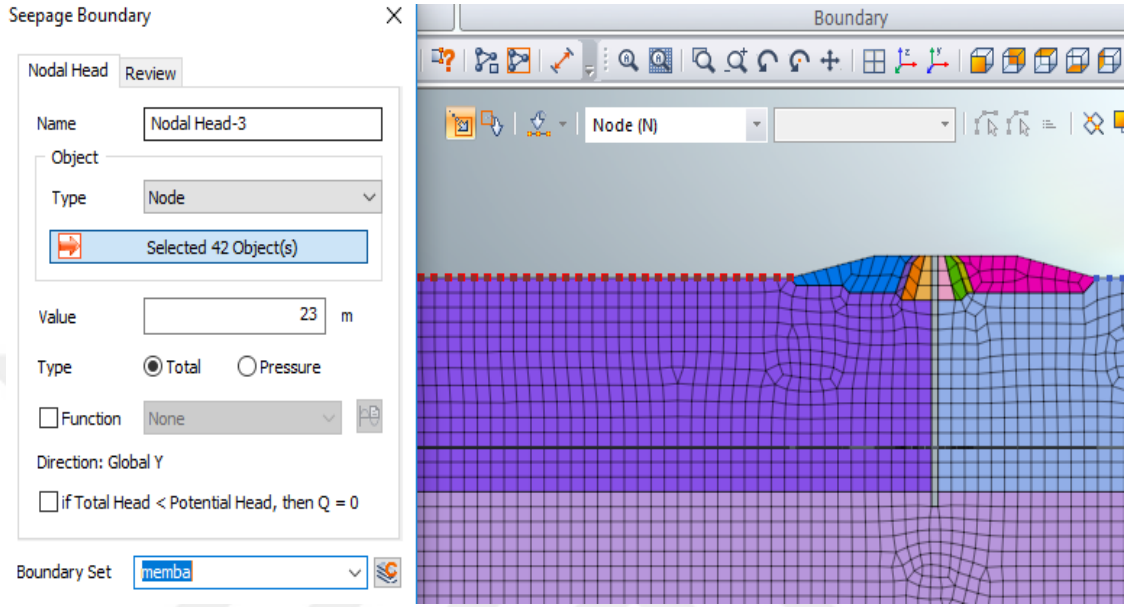 Seepage Boundary
Nodal Head
Review
Name
Nodal Head-3
Object
Type
Node
Selected 42 Object(s)
Value
23
m
Type
Total
Pressure
Function
None
Direction: Global Y
if Total Head < Potential Head, then Q = 0
Boundary Set
memba
Boundary
Node (N)